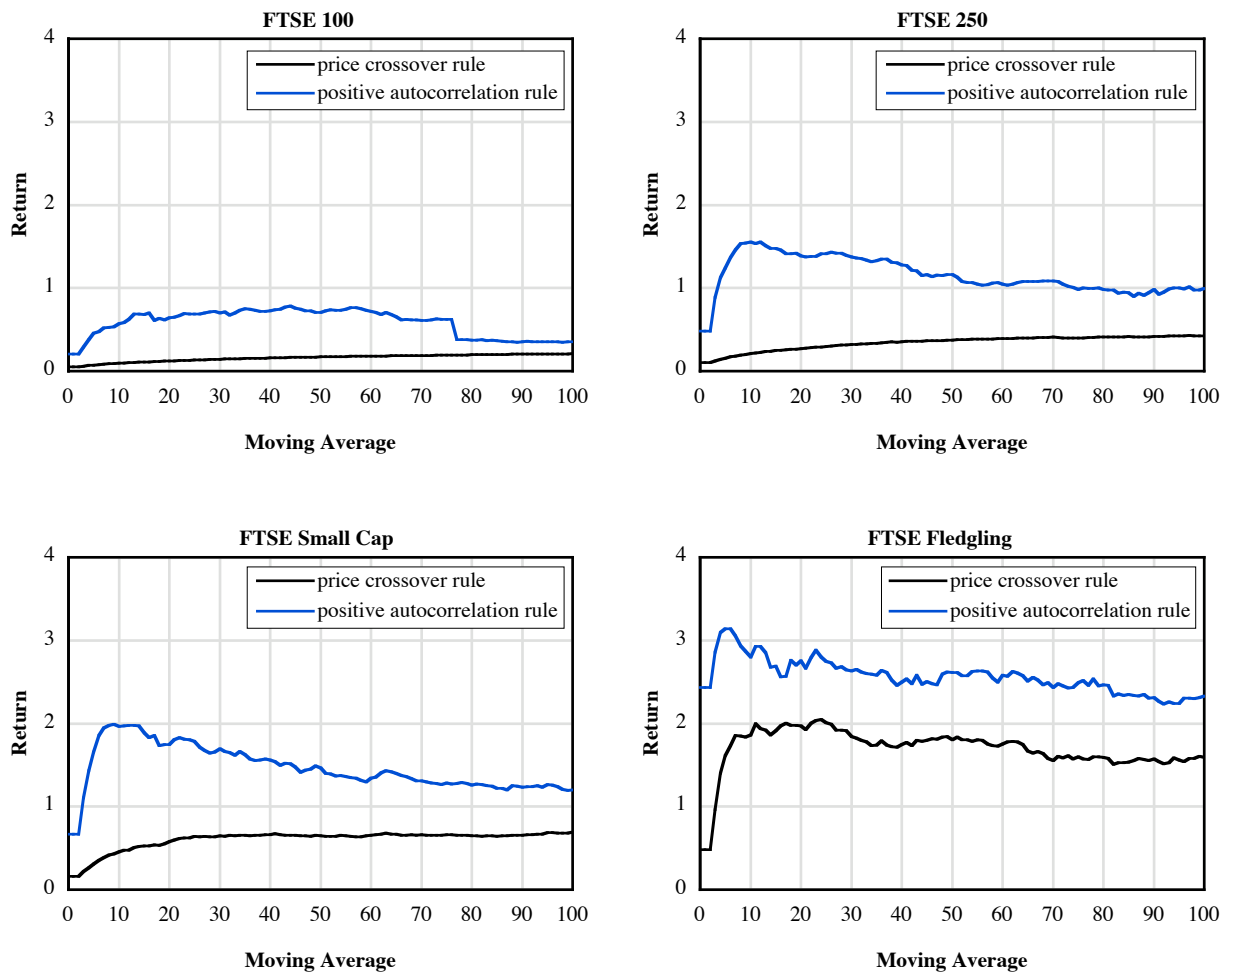 FTSE 100
4
3
2
1
0
Return
price crossover rule
positive autocorrelation rule
0 10 20 30 40 50 60 70 80 90 100
Moving Average
FTSE 250
4
3
2
1
0
Return
price crossover rule
positive autocorrelation rule
0 10 20 30 40 50 60 70 80 90 100
Moving Average
FTSE Small Cap
4
3
2
1
0
Return
price crossover rule
positive autocorrelation rule
0 10 20 30 40 50 60 70 80 90 100
Moving Average
FTSE Fledgling
4
3
2
1
0
Return
price crossover rule
positive autocorrelation rule
0 10 20 30 40 50 60 70 80 90 100
Moving Average